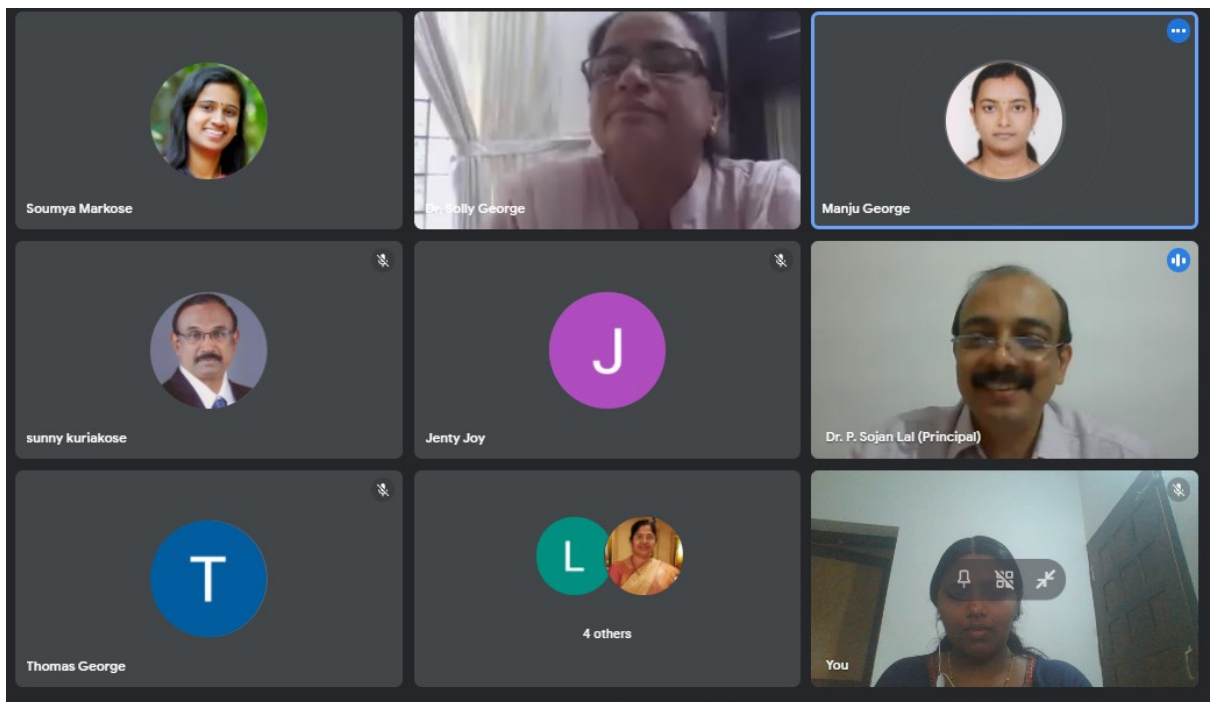 Soumya Markose
Dr. Solly George
Manju George
sunny kuriakose
J
Jenty Joy
Dr. P. Sojan Lal (Principal)
T
Thomas George
L
4 others
You